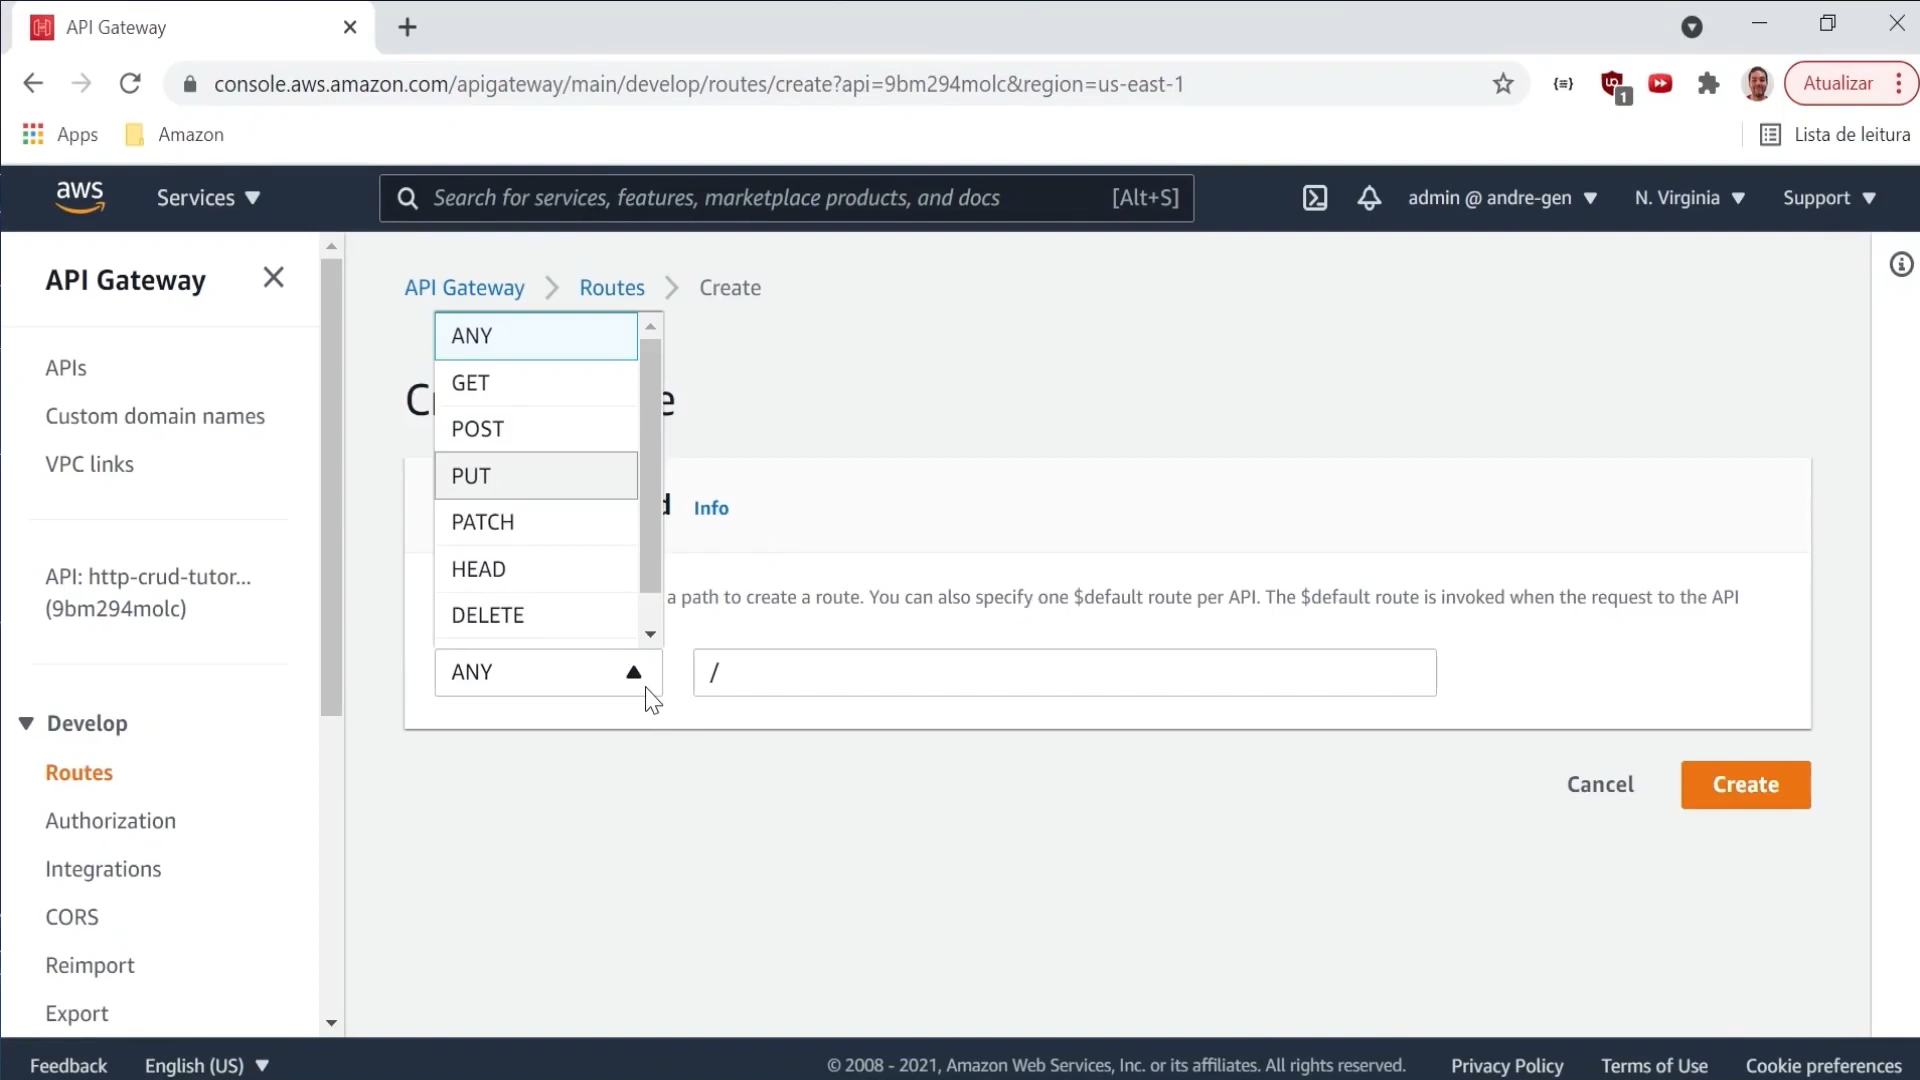 API Gateway
console.aws.amazon.com/apigateway/main/develop/routes/create?api=9bm294molc&region=us-east-1
1
Atualizar
Apps
Amazon
Lista de leitura
aws
Services
Search for services, features, marketplace products, and docs
[Alt+S]
admin @ andre-gen
N. Virginia
Support
API Gateway
APIs
Custom domain names
VPC links
API: http-crud-tutor...
(9bm294molc)
Develop
Routes
Authorization
Integrations
CORS
Reimport
Export
API Gateway
Routes
Create
ANY
GET
POST
PUT
PATCH
HEAD
DELETE
Info
a path to create a route. You can also specify one $default route per API. The $default route is invoked when the request to the API
ANY
/
Cancel
Create
Feedback
English (US)
© 2008 - 2021, Amazon Web Services, Inc. or its affiliates. All rights reserved.
Privacy Policy
Terms of Use
Cookie preferences